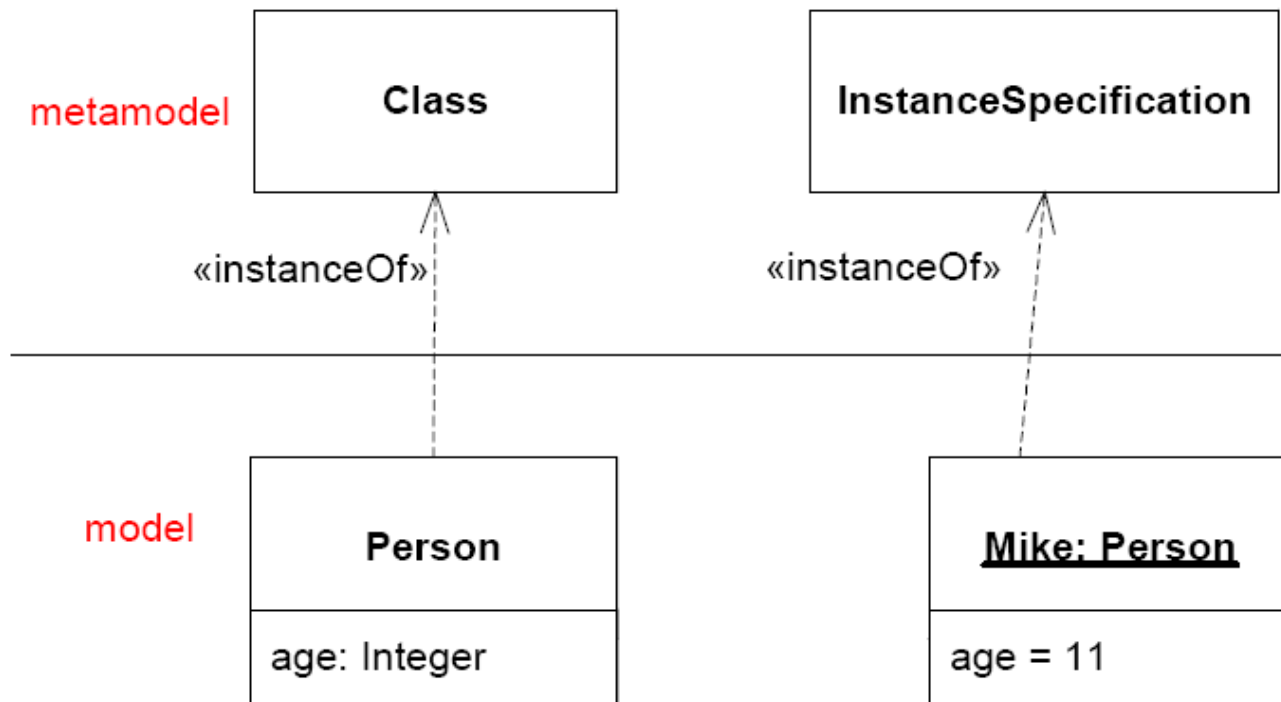 metamodel
Class
InstanceSpecification
«instanceOf»
«instanceOf»
model
Person
Mike: Person
age: Integer
age = 11